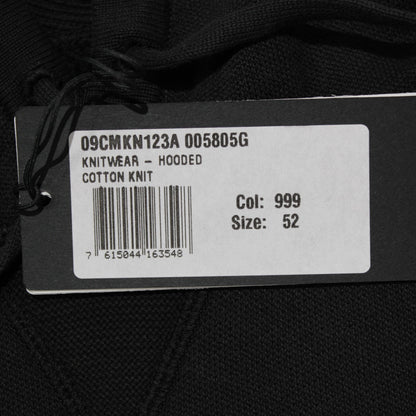 09CMKN123A 005805G
KNITWEAR – HOODED
COTTON KNIT
Col: 999
Size: 52
7 615044 163548